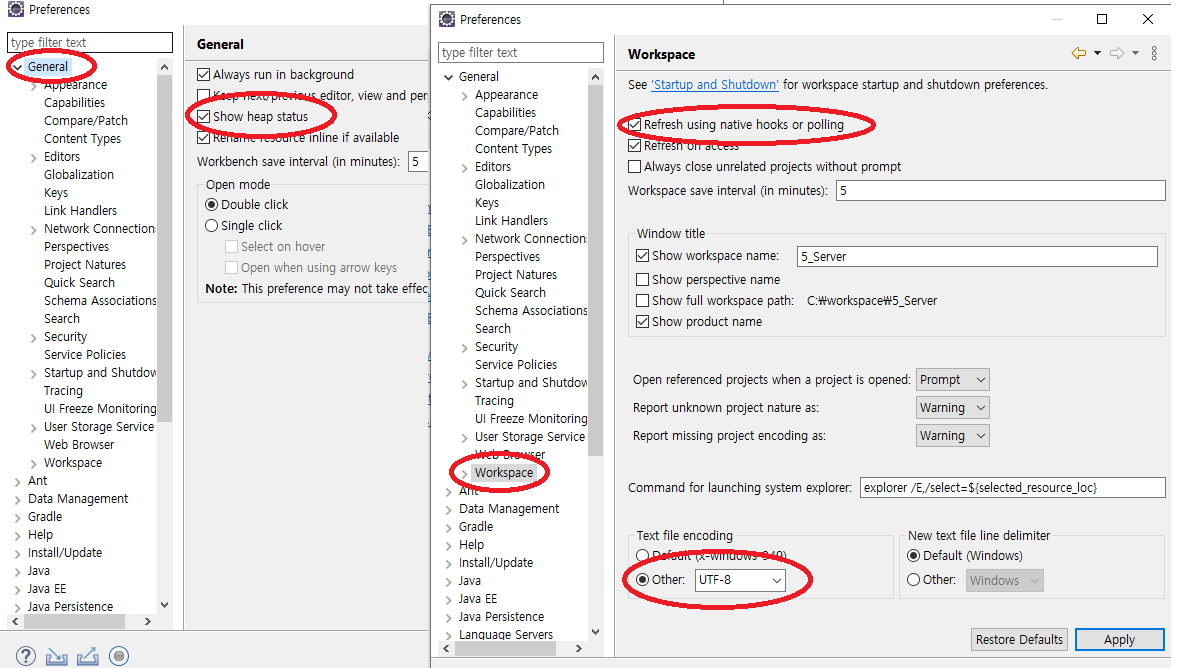 Preferences
type filter text
General
Appearance
Capabilities
Compare/Patch
Content Types
Editors
Globalization
Keys
Link Handlers
Network Connection
Perspectives
Project Natures
Quick Search
Schema Associations
Search
Security
Service Policies
Startup and Shutdow
Tracing
UI Freeze Monitoring
User Storage Service
Web Browser
Workspace
Ant
Data Management
Gradle
Help
Install/Update
Java
Java EE
Java Persistence
General
Always run in background
Keep next/previous editor, view and per
Show heap status
Rename resource inline if available
Workbench save interval (in minutes): 5
Open mode
Double click
Single click
Select on hover
Open when using arrow keys
Note: This preference may not take effec
Preferences
type filter text
General
Appearance
Capabilities
Compare/Patch
Content Types
Editors
Globalization
Keys
Link Handlers
Network Connection
Perspectives
Project Natures
Quick Search
Schema Associations
Search
Security
Service Policies
Startup and Shutdow
Tracing
UI Freeze Monitoring
User Storage Service
Web Browser
Workspace
Ant
Data Management
Gradle
Help
Install/Update
Java
Java EE
Java Persistence
Language Servers
Workspace
See 'Startup and Shutdown' for workspace startup and shutdown preferences.
Refresh using native hooks or polling
Refresh on access
Always close unrelated projects without prompt
Workspace save interval (in minutes): 5
Window title
Show workspace name: 5_Server
Show perspective name
Show full workspace path: C:₩workspace₩5_Server
Show product name
Open referenced projects when a project is opened: Prompt
Report unknown project nature as: Warning
Report missing project encoding as: Warning
Command for launching system explorer: explorer /E,/select=${selected_resource_loc}
Text file encoding
Default (x-windows-949)
Other: UTF-8
New text file line delimiter
Default (Windows)
Other: Windows
Restore Defaults Apply